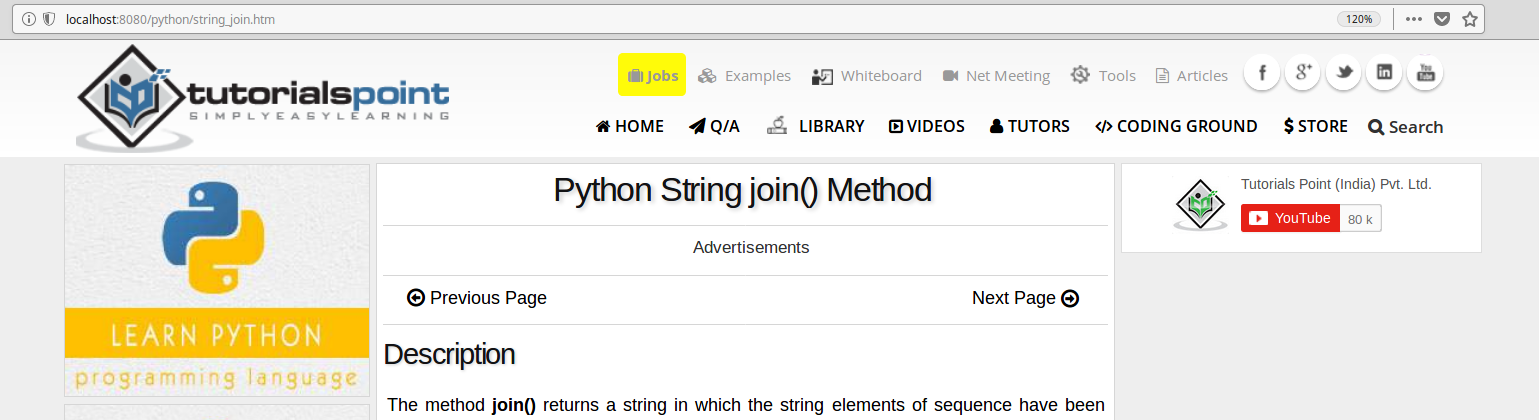 localhost:8080/python/string_join.htm 120%
Jobs Examples Whiteboard Net Meeting Tools Articles
You Tube
tutorialspoint
SIMPLYEASYLEARNING
HOME Q/A LIBRARY VIDEOS TUTORS CODING GROUND STORE Search
LEARN PYTHON
programming language
Python String join() Method
Advertisements
Previous Page Next Page
Description
The method join() returns a string in which the string elements of sequence have been
Tutorials Point (India) Pvt. Ltd.
YouTube 80 k